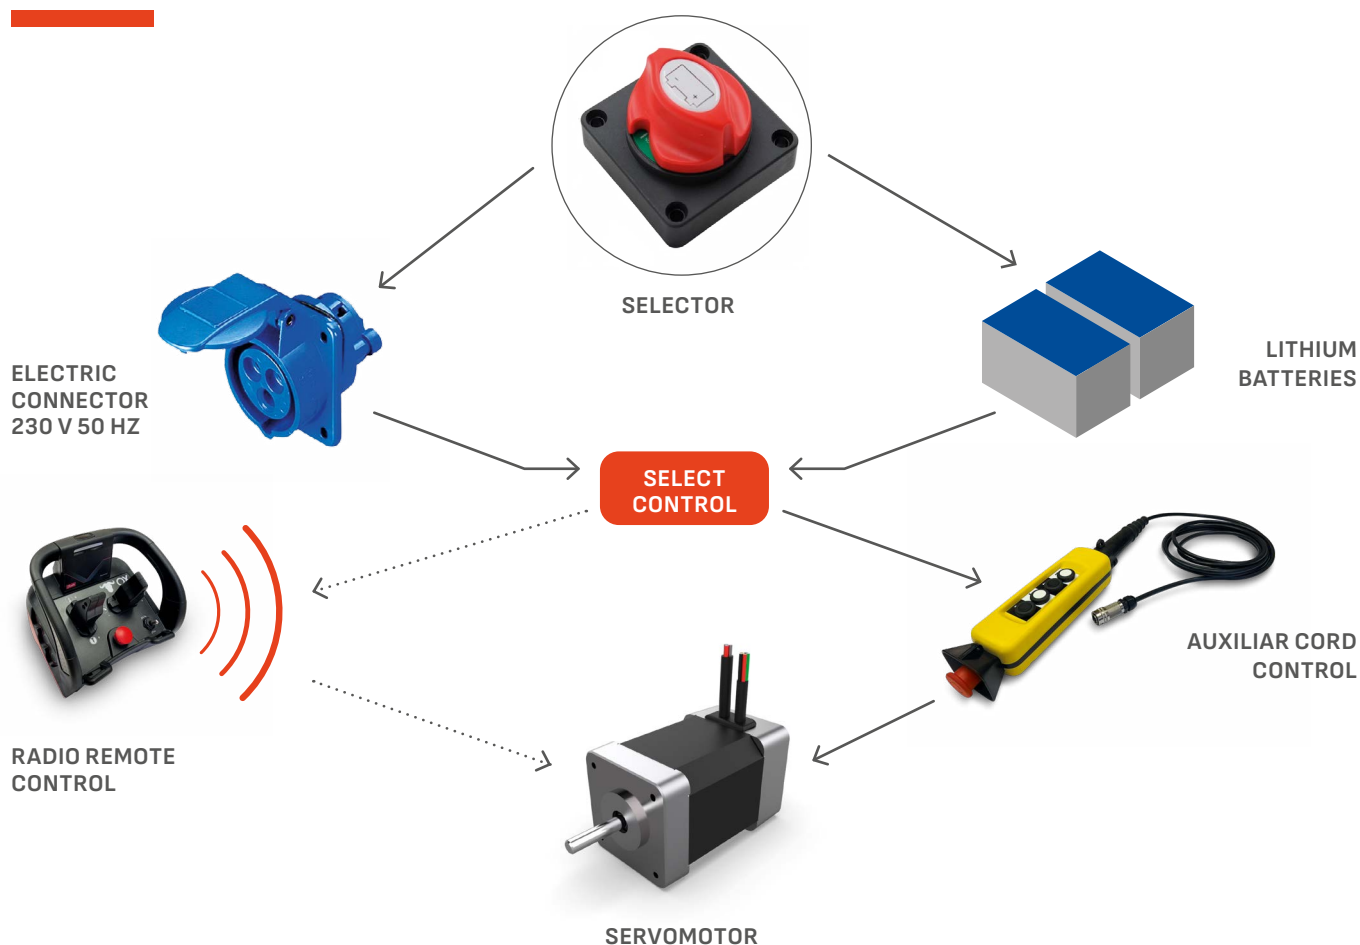 SELECTOR
ELECTRIC
CONNECTOR
230 V 50 HZ
LITHIUM
BATTERIES
SELECT
CONTROL
AUXILIAR CORD
CONTROL
RADIO REMOTE
CONTROL
SERVOMOTOR